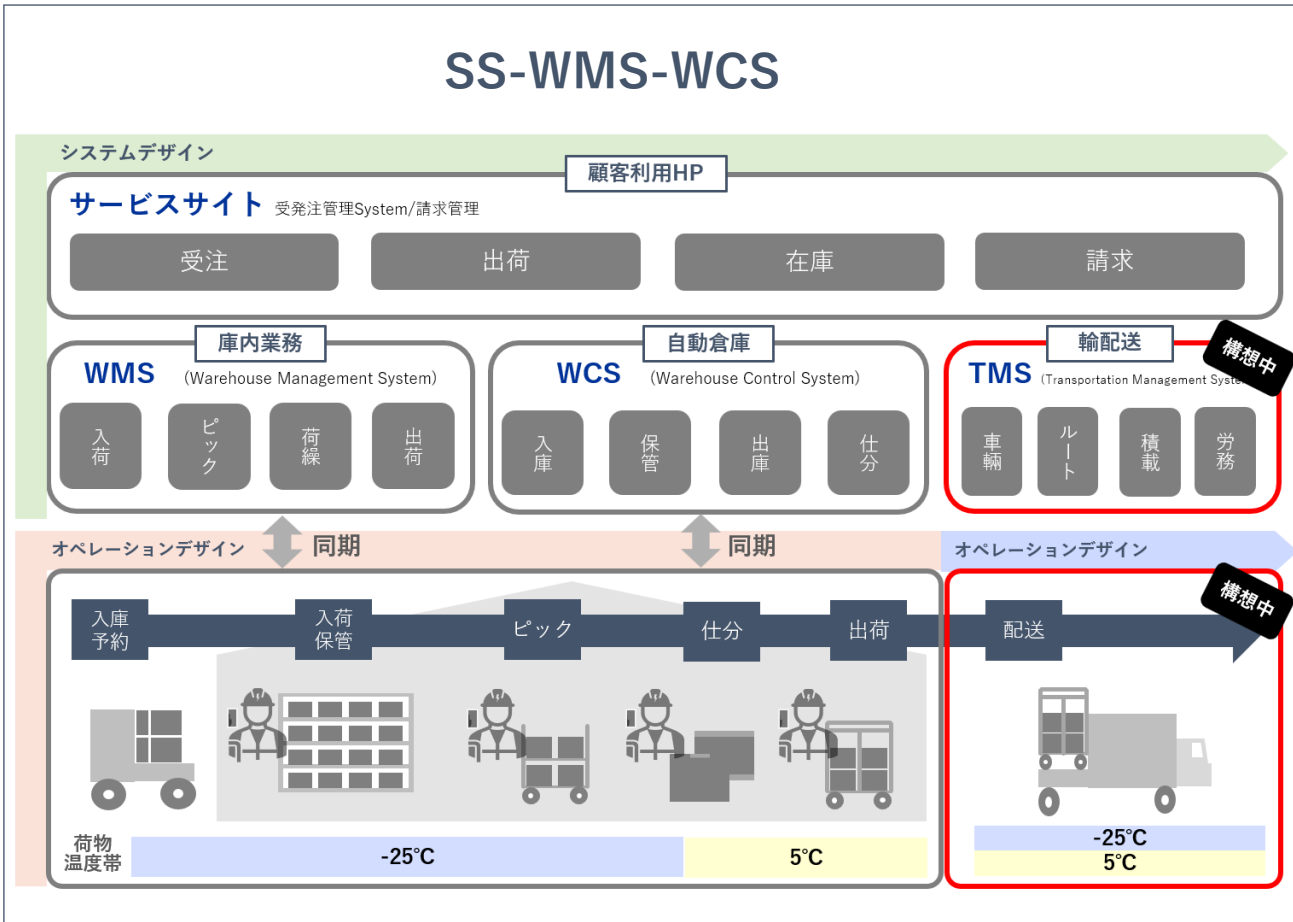 SS-WMS-WCS
システムデザイン
顧客利用HP
サービスサイト 受発注管理System/請求管理
受注
出荷
在庫
請求
庫内業務
WMS (Warehouse Management System)
入荷
ピック
荷繰
出荷
自動倉庫
WCS (Warehouse Control System)
入庫
保管
出庫
仕分
輸配送
構想中
TMS (Transportation Management System
車輌
ルート
積載
労務
オペレーションデザイン
同期
同期
オペレーションデザイン
構想中
入庫
予約
入荷
保管
ピック
仕分
出荷
配送
荷物
温度帯
-25℃
5℃
-25℃
5℃